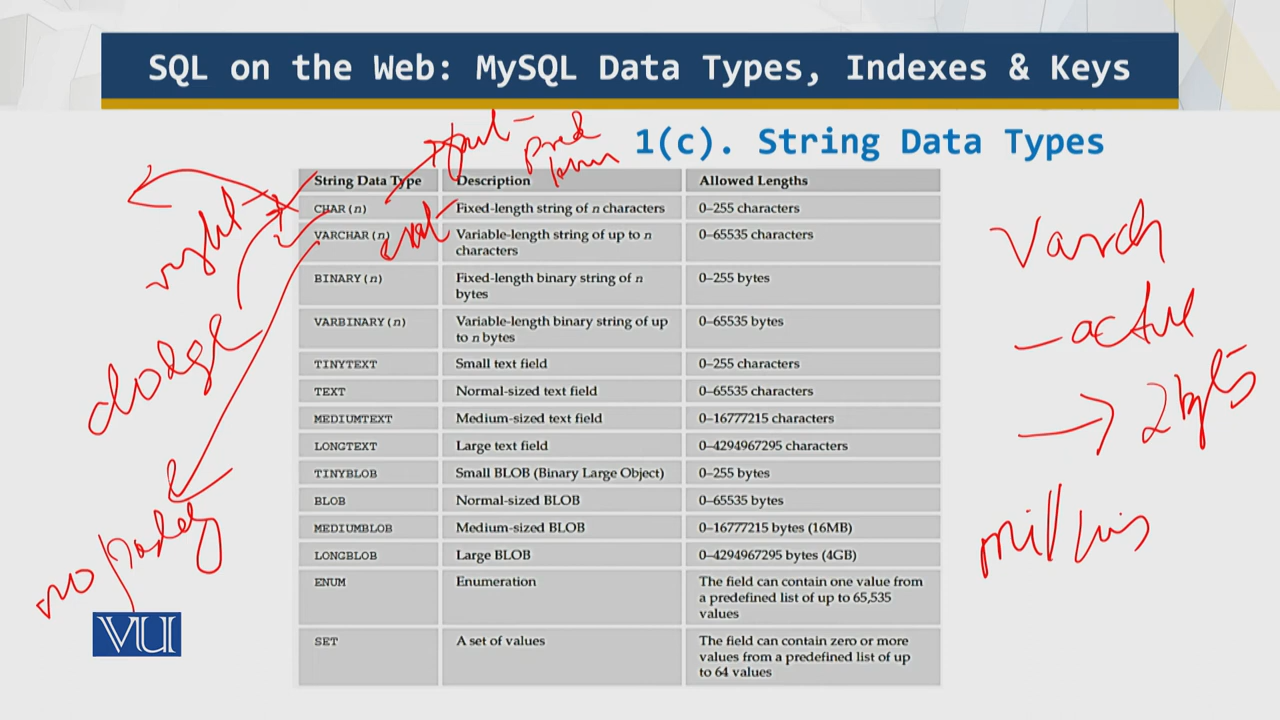 SQL on the Web: MySQL Data Types, Indexes & Keys
1(c). String Data Types
String Data Type Description Allowed Lengths
CHAR(n) Fixed-length string of n characters 0–255 characters
VARCHAR(n) Variable-length string of up to n characters 0–65535 characters
BINARY(n) Fixed-length binary string of n bytes 0–255 bytes
VARBINARY(n) Variable-length binary string of up to n bytes 0–65535 bytes
TINYTEXT Small text field 0–255 characters
TEXT Normal-sized text field 0–65535 characters
MEDIUMTEXT Medium-sized text field 0–16777215 characters
LONGTEXT Large text field 0–4294967295 characters
TINYBLOB Small BLOB (Binary Large Object) 0–255 bytes
BLOB Normal-sized BLOB 0–65535 bytes
MEDIUMBLOB Medium-sized BLOB 0–16777215 bytes (16MB)
LONGBLOB Large BLOB 0–4294967295 bytes (4GB)
ENUM Enumeration The field can contain one value from
a predefined list of up to 65,535
values
SET A set of values The field can contain zero or more
values from a predefined list of up
to 64 values
right
no
2 bytes
VU